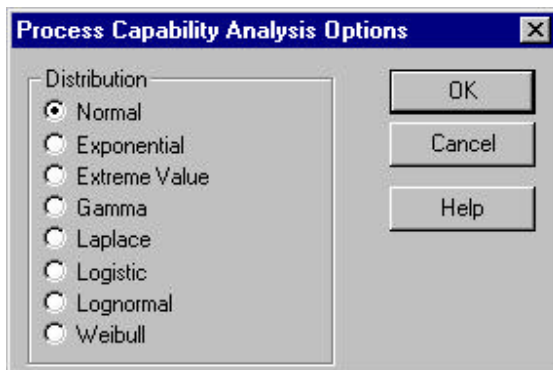 Process Capability Analysis Options
Distribution
Normal
Exponential
Extreme Value
Gamma
Laplace
Logistic
Lognormal
Weibull
OK
Cancel
Help